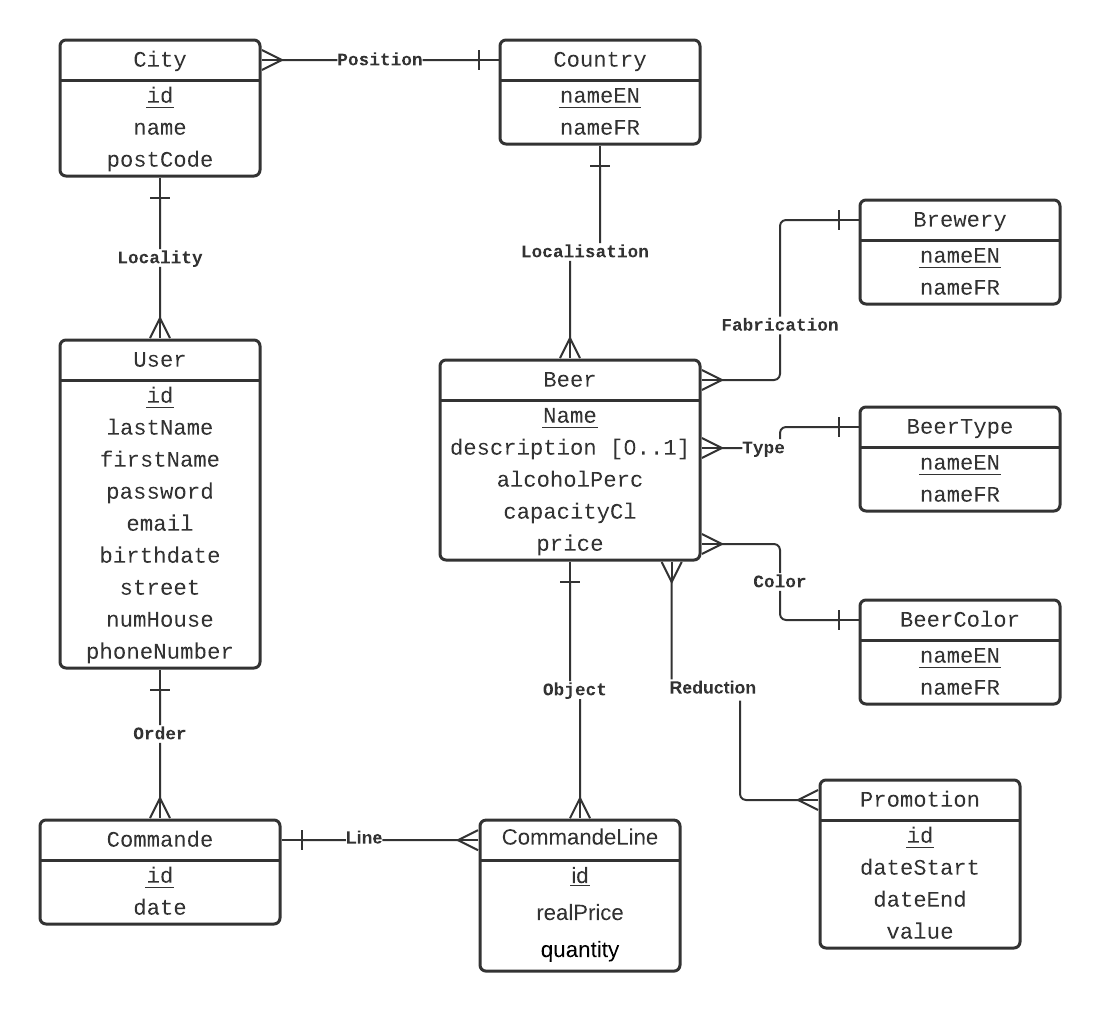 City
id
name
postCode
Position
Country
nameEN
nameFR
Locality
Localisation
Brewery
nameEN
nameFR
Fabrication
User
id
lastName
firstName
password
email
birthdate
street
numHouse
phoneNumber
Beer
Name
description [0..1]
alcoholPerc
capacityCl
price
Type
BeerType
nameEN
nameFR
Color
BeerColor
nameEN
nameFR
Order
Object
Reduction
Commande
id
date
Line
CommandeLine
id
realPrice
quantity
Promotion
id
dateStart
dateEnd
value